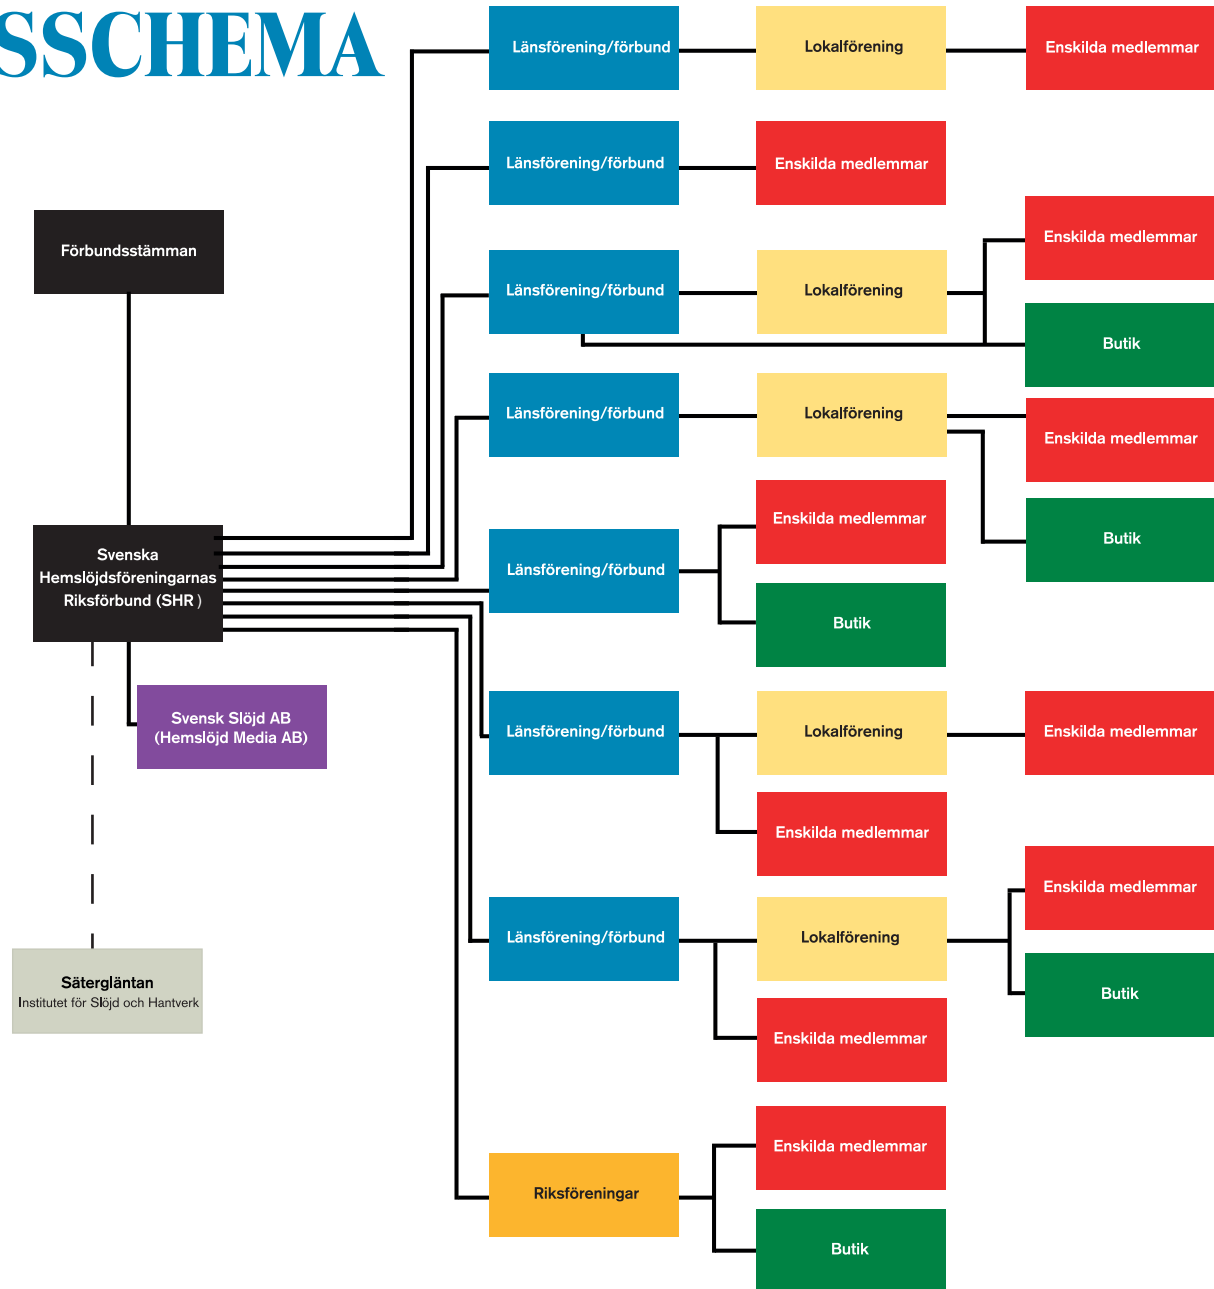 SSCHEMA
Förbundsstämman
Svenska
Hemslöjdsföreningarnas
Riksförbund (SHR )
Svensk Slöjd AB
(Hemslöjd Media AB)
Sätergläntan
Institutet för Slöjd och Hantverk
Länsförening/förbund
Lokalförening
Enskilda medlemmar
Länsförening/förbund
Enskilda medlemmar
Länsförening/förbund
Lokalförening
Enskilda medlemmar
Butik
Länsförening/förbund
Lokalförening
Enskilda medlemmar
Butik
Länsförening/förbund
Enskilda medlemmar
Butik
Länsförening/förbund
Lokalförening
Enskilda medlemmar
Enskilda medlemmar
Länsförening/förbund
Lokalförening
Enskilda medlemmar
Butik
Enskilda medlemmar
Riksföreningar
Enskilda medlemmar
Butik